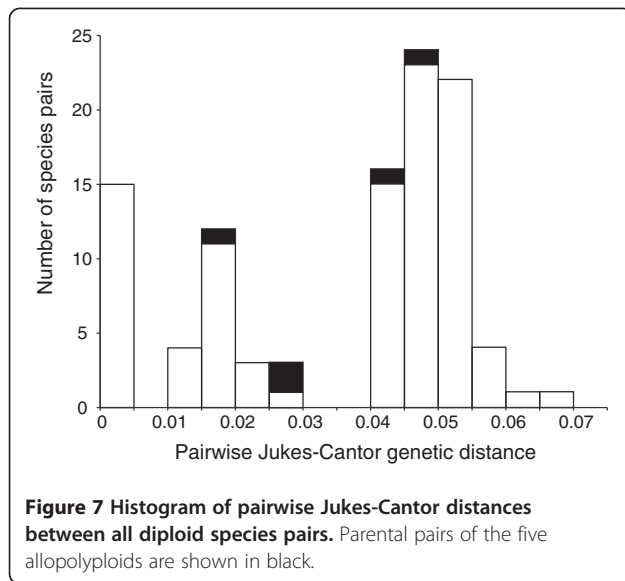 25
20
15
10
5
0
Number of species pairs
0 0.01 0.02 0.03 0.04 0.05 0.06 0.07
Pairwise Jukes-Cantor genetic distance
Figure 7 Histogram of pairwise Jukes-Cantor distances
between all diploid species pairs. Parental pairs of the five
allopolyploids are shown in black.